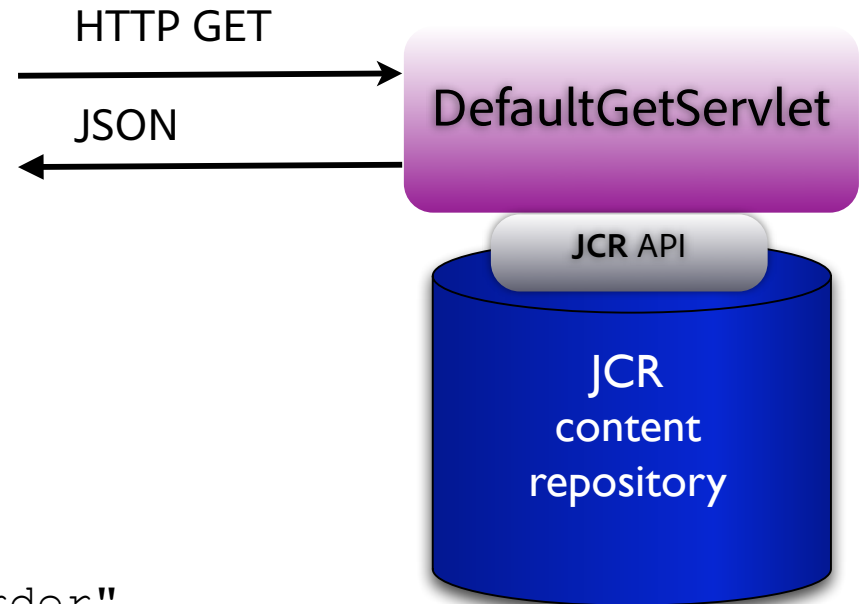 HTTP GET
JSON
DefaultGetServlet
JCR API
JCR
content
repository